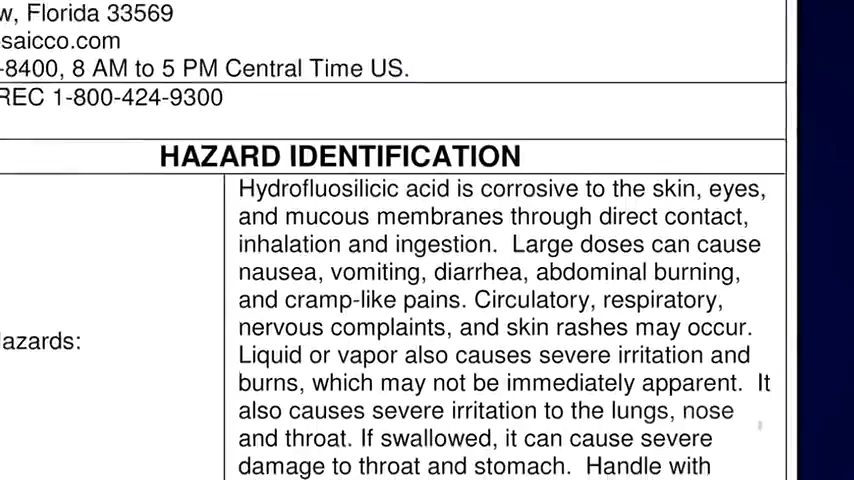 w, Florida 33569
saicco.com
-8400, 8 AM to 5 PM Central Time US.
REC 1-800-424-9300
HAZARD IDENTIFICATION
Hydrofluosilicic acid is corrosive to the skin, eyes,
and mucous membranes through direct contact,
inhalation and ingestion.  Large doses can cause
nausea, vomiting, diarrhea, abdominal burning,
and cramp-like pains. Circulatory, respiratory,
nervous complaints, and skin rashes may occur.
azards:
Liquid or vapor also causes severe irritation and
burns, which may not be immediately apparent.  It
also causes severe irritation to the lungs, nose
and throat. If swallowed, it can cause severe
damage to throat and stomach.  Handle with